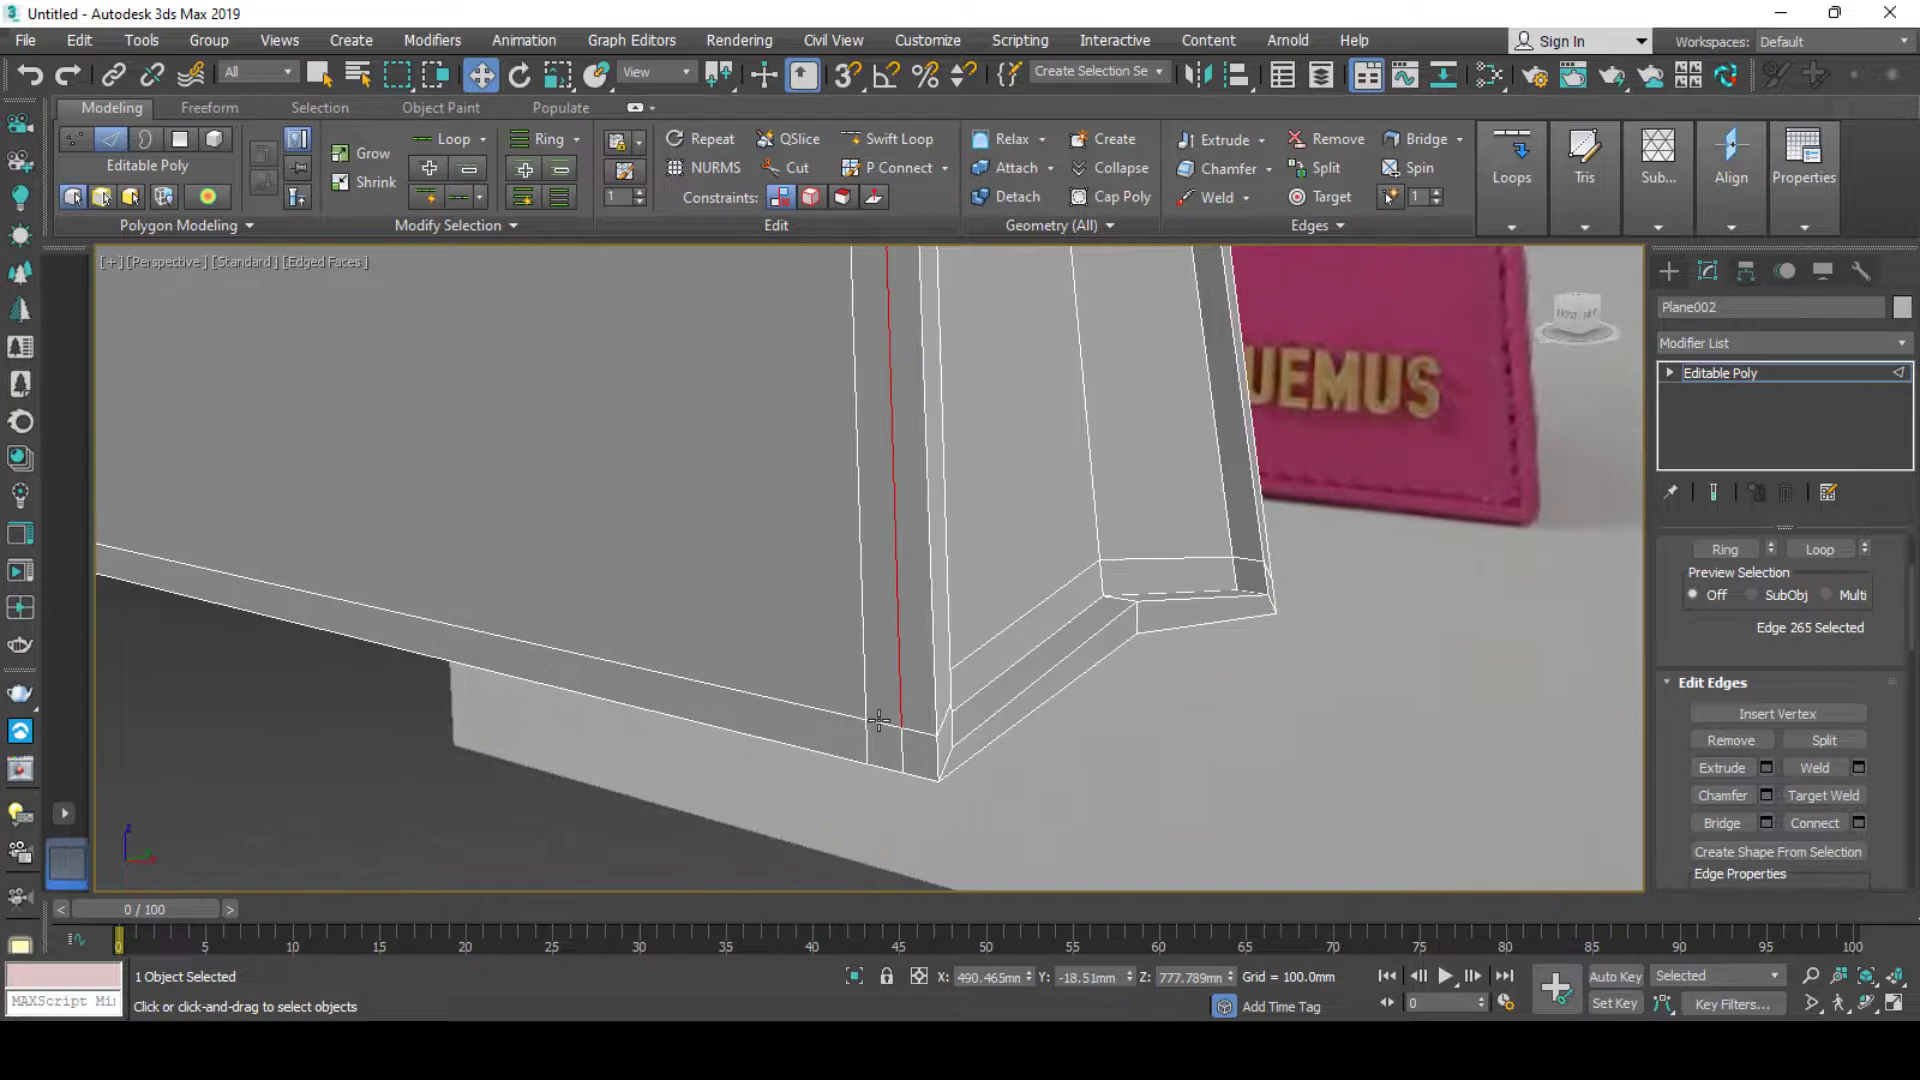 Untitled - Autodesk 3ds Max 2019
File Edit Tools Group Views Create Modifiers Animation Graph Editors Rendering Civil View Customize Scripting Interactive Content Arnold Help Sign In Workspaces: Default
All View Create Selection Se
Modeling Freeform Selection Object Paint Populate
Loop Ring Repeat QSlice Swift Loop Relax Create Extrude Remove Bridge
Grow
Editable Poly NURMS Cut P Connect Attach Collapse Chamfer Split Spin Loops Tris Sub... Align Properties
Shrink
1 Constraints: Detach Cap Poly Weld Target 1
Polygon Modeling Modify Selection Edit Geometry (All) Edges
[+] [Perspective] [Standard] [Edged Faces]
Plane002
Modifier List
Editable Poly
UEMUS
Ring Loop
Preview Selection
Off SubObj Multi
Edge 265 Selected
Edit Edges
Insert Vertex
Remove Split
Extrude Weld
Chamfer Target Weld
Bridge Connect
Create Shape From Selection
Edge Properties
z
< 0 / 100 >
0 5 10 15 20 25 30 35 40 45 50 55 60 65 70 75 80 85 90 95 100
1 Object Selected X: 490.465mm Y: -18.51mm Z: 777.789mm Grid = 100.0mm Auto Key Selected
MAXScript Mi Click or click-and-drag to select objects Add Time Tag 0 Set Key Key Filters...